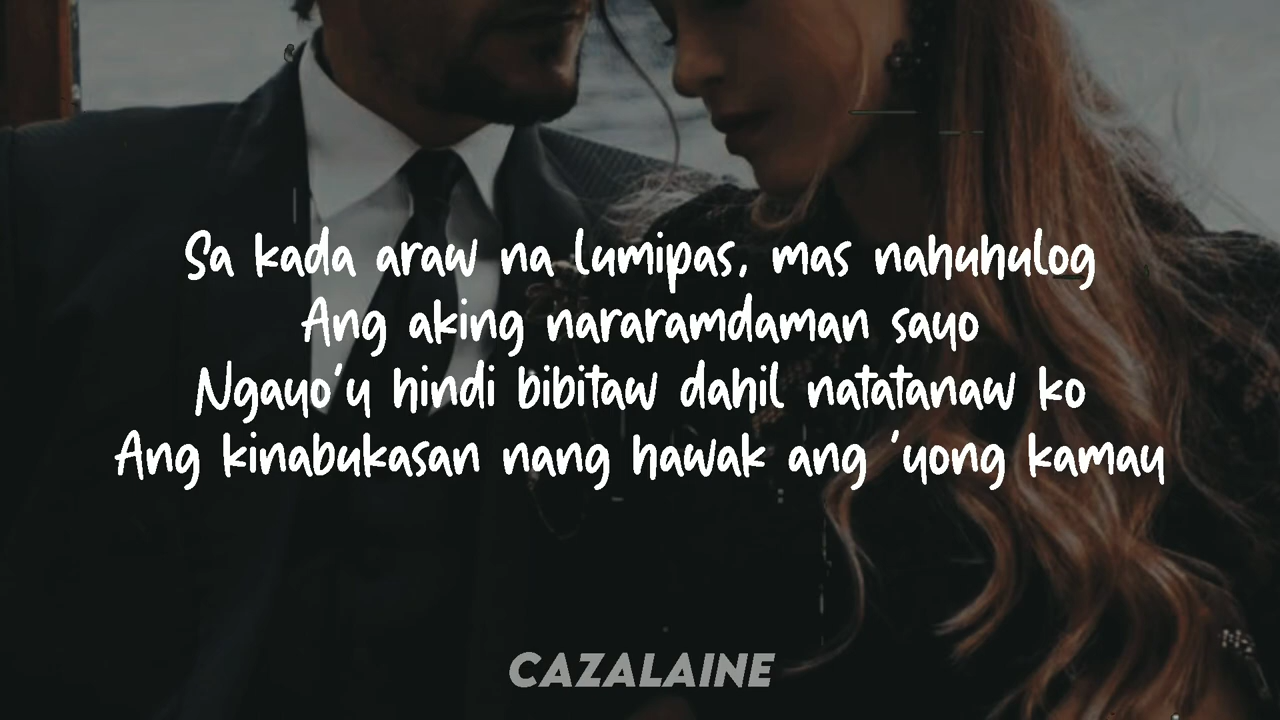 Sa kada araw na lumipas, mas nahuhulog
Ang aking nararamdaman sayo
Ngayo'y hindi bibitaw dahil natatanaw ko
Ang kinabukasan nang hawak ang 'yong kamay
CAZALAINE